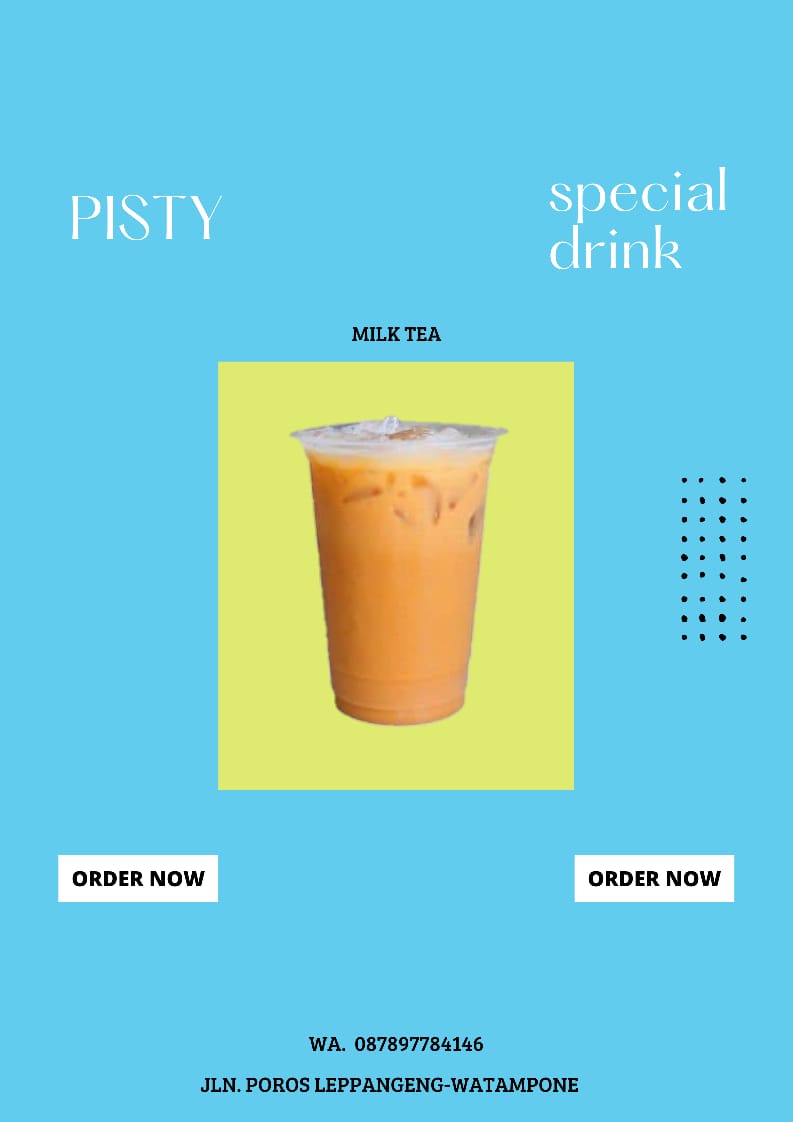 PISTY
special
drink
MILK TEA
ORDER NOW
ORDER NOW
WA. 087897784146
JLN. POROS LEPPANGENG-WATAMPONE